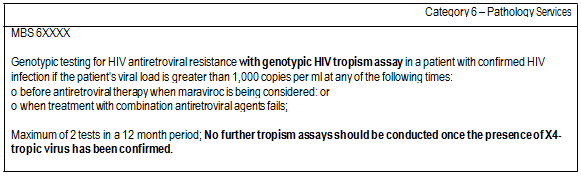 Category 6 – Pathology Services
MBS 6XXXX
Genotypic testing for HIV antiretroviral resistance with genotypic HIV tropism assay in a patient with confirmed HIV
infection if the patient's viral load is greater than 1,000 copies per ml at any of the following times:
o before antiretroviral therapy when maraviroc is being considered: or
o when treatment with combination antiretroviral agents fails;
Maximum of 2 tests in a 12 month period; No further tropism assays should be conducted once the presence of X4-
tropic virus has been confirmed.